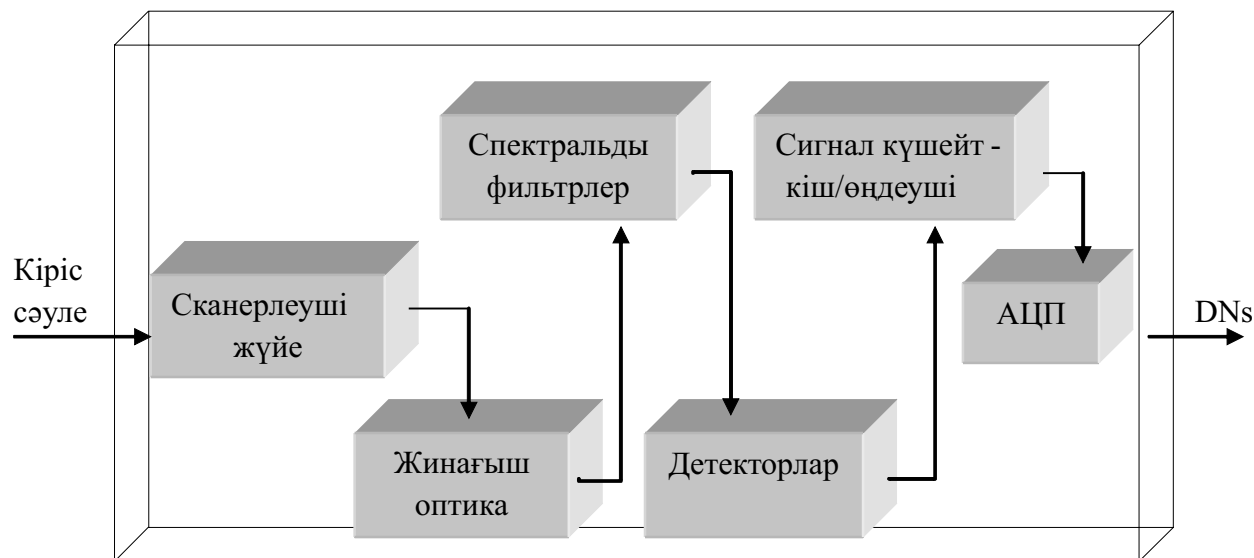 Кіріс
сәуле
Сканерлеуші
жүйе
Жинағыш
оптика
Спектральды
фильтрлер
Детекторлар
Сигнал күшейт -
кіш/өңдеуші
АЦП
DNs